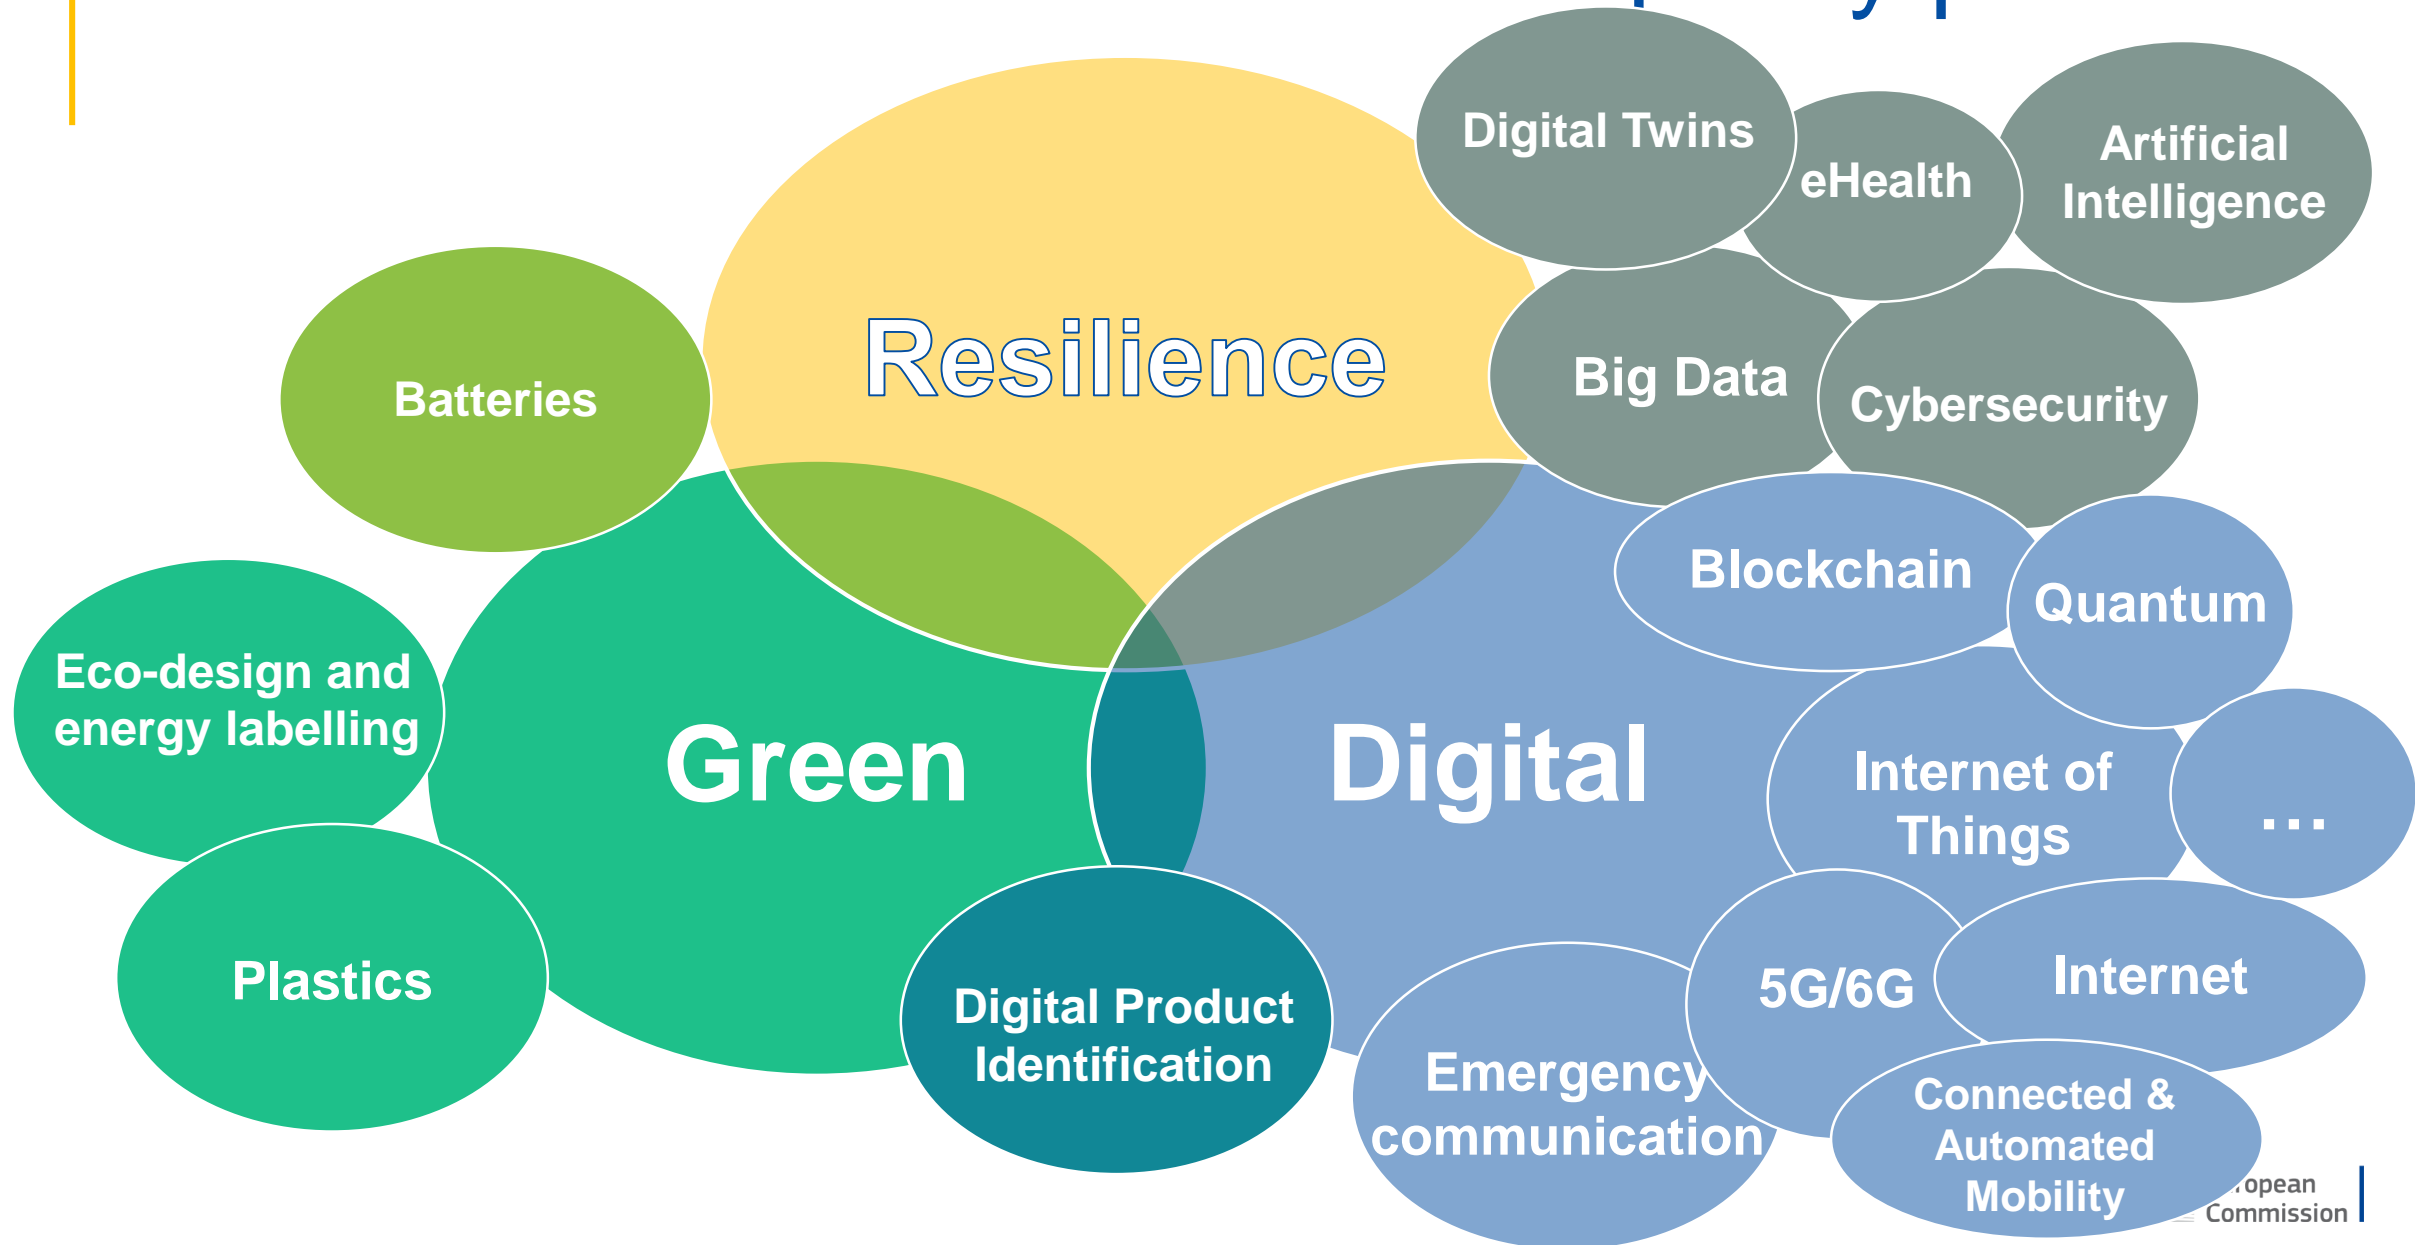 Digital Twins
eHealth
Artificial
Intelligence
Resilience
Batteries
Big Data
Cybersecurity
Blockchain
Quantum
Eco-design and
energy labelling
Green
Digital
Internet of
Things
...
Plastics
Digital Product
Identification
5G/6G
Internet
Emergency
communication
Connected &
Automated
Mobility
Commission